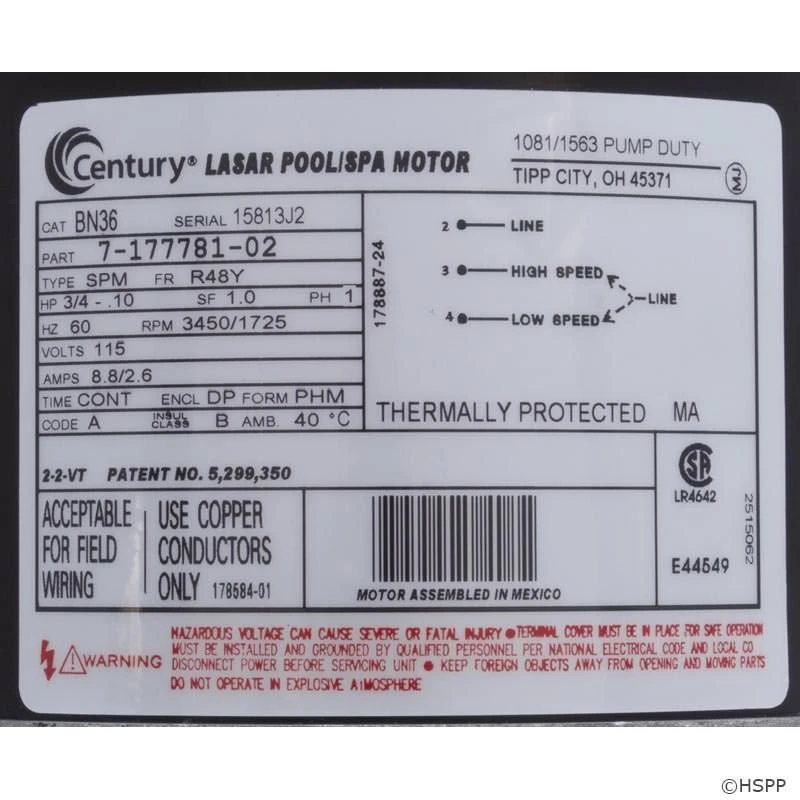 Century® LASAR POOL/SPA MOTOR
1081/1563 PUMP DUTY
TIPP CITY, OH 45371
MJ
CAT BN36 SERIAL 15813J2
PART 7-177781-02
TYPE SPM FR R48Y
HP 3/4 - .10 SF 1.0 PH 1
HZ 60 RPM 3450/1725
VOLTS 115
AMPS 8.8/2.6
TIME CONT ENCL DP FORM PHM
CODE A INSUL CLASS B AMB. 40 °C
178887-24
2 LINE
3 HIGH SPEED
LINE
4 LOW SPEED
THERMALLY PROTECTED MA
2-2-VT PATENT NO. 5,299,350
ACCEPTABLE
FOR FIELD
WIRING
USE COPPER
CONDUCTORS
ONLY 178584-01
MOTOR ASSEMBLED IN MEXICO
SA
LR4642
E44549
2515062
WARNING
HAZARDOUS VOLTAGE CAN CAUSE SEVERE OR FATAL INJURY ● TERMINAL COVER MUST BE IN PLACE FOR SAFE OPERATION
MUST BE INSTALLED AND GROUNDED BY QUALIFIED PERSONNEL PER NATIONAL ELECTRICAL CODE AND LOCAL CO
DISCONNECT POWER BEFORE SERVICING UNIT ● KEEP FOREIGN OBJECTS AWAY FROM OPENING AND MOVING PARTS
DO NOT OPERATE IN EXPLOSIVE ATMOSPHERE
©HSPP